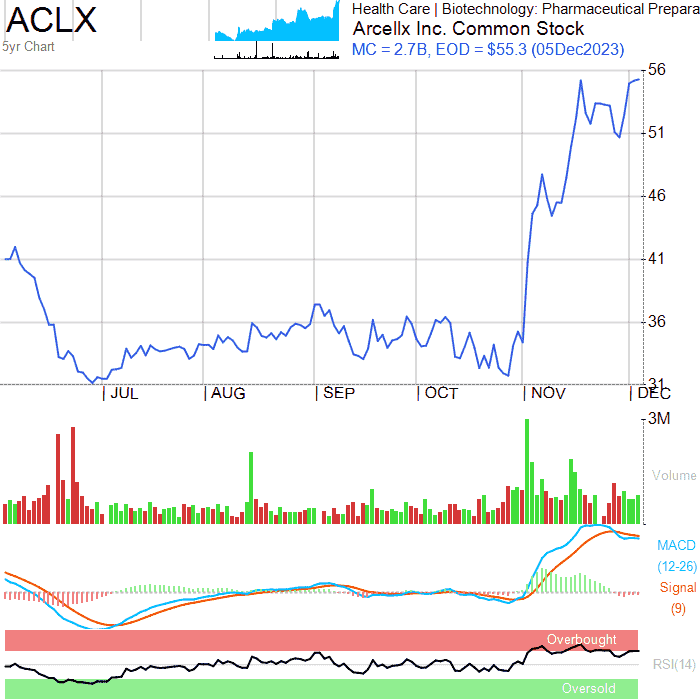 ACLX
5yr Chart
Health Care | Biotechnology: Pharmaceutical Prepara
Arcellx Inc. Common Stock
MC = 2.7B, EOD = $55.3 (05Dec2023)
56
51
46
41
36
31
JUL
AUG
SEP
OCT
NOV
DEC
3M
Volume
MACD
(12-26)
Signal
(9)
Overbought
RSI(14)
Oversold